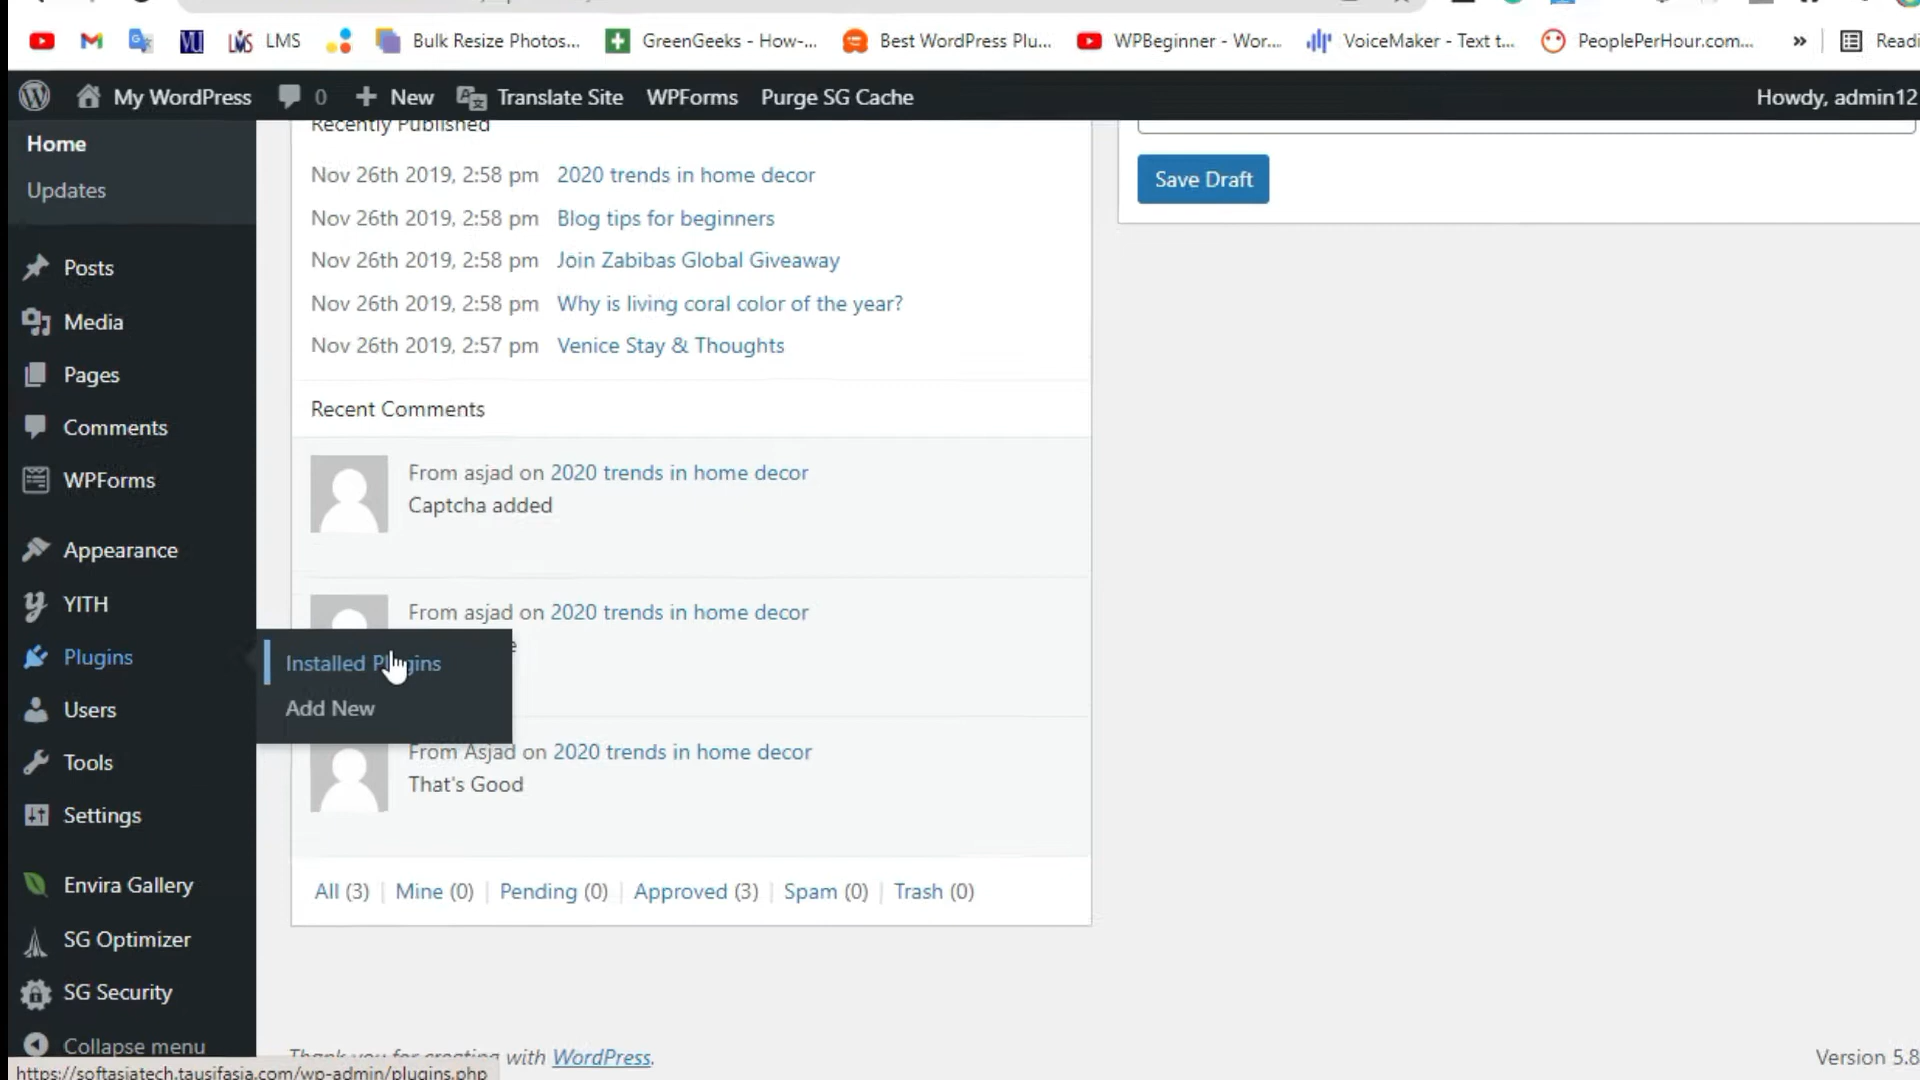 LMS
Bulk Resize Photos...
GreenGeeks - How-...
Best WordPress Plu...
WPBeginner - Wor...
VoiceMaker - Text t...
PeoplePerHour.com...
»
Readi
My WordPress
0
New
Translate Site
WPForms
Purge SG Cache
Howdy, admin12
Home
Updates
Posts
Media
Pages
Comments
WPForms
Appearance
YITH
Plugins
Users
Tools
Settings
Envira Gallery
SG Optimizer
SG Security
Collapse menu
Installed Plugins
Add New
Recently Published
Nov 26th 2019, 2:58 pm 2020 trends in home decor
Nov 26th 2019, 2:58 pm Blog tips for beginners
Nov 26th 2019, 2:58 pm Join Zabibas Global Giveaway
Nov 26th 2019, 2:58 pm Why is living coral color of the year?
Nov 26th 2019, 2:57 pm Venice Stay & Thoughts
Recent Comments
From asjad on 2020 trends in home decor
Captcha added
From asjad on 2020 trends in home decor
From Asjad on 2020 trends in home decor
That's Good
All (3) | Mine (0) | Pending (0) | Approved (3) | Spam (0) | Trash (0)
Save Draft
Thank you for creating with WordPress.
Version 5.8
https://softasiatech.tausifasia.com/wp-admin/plugins.php